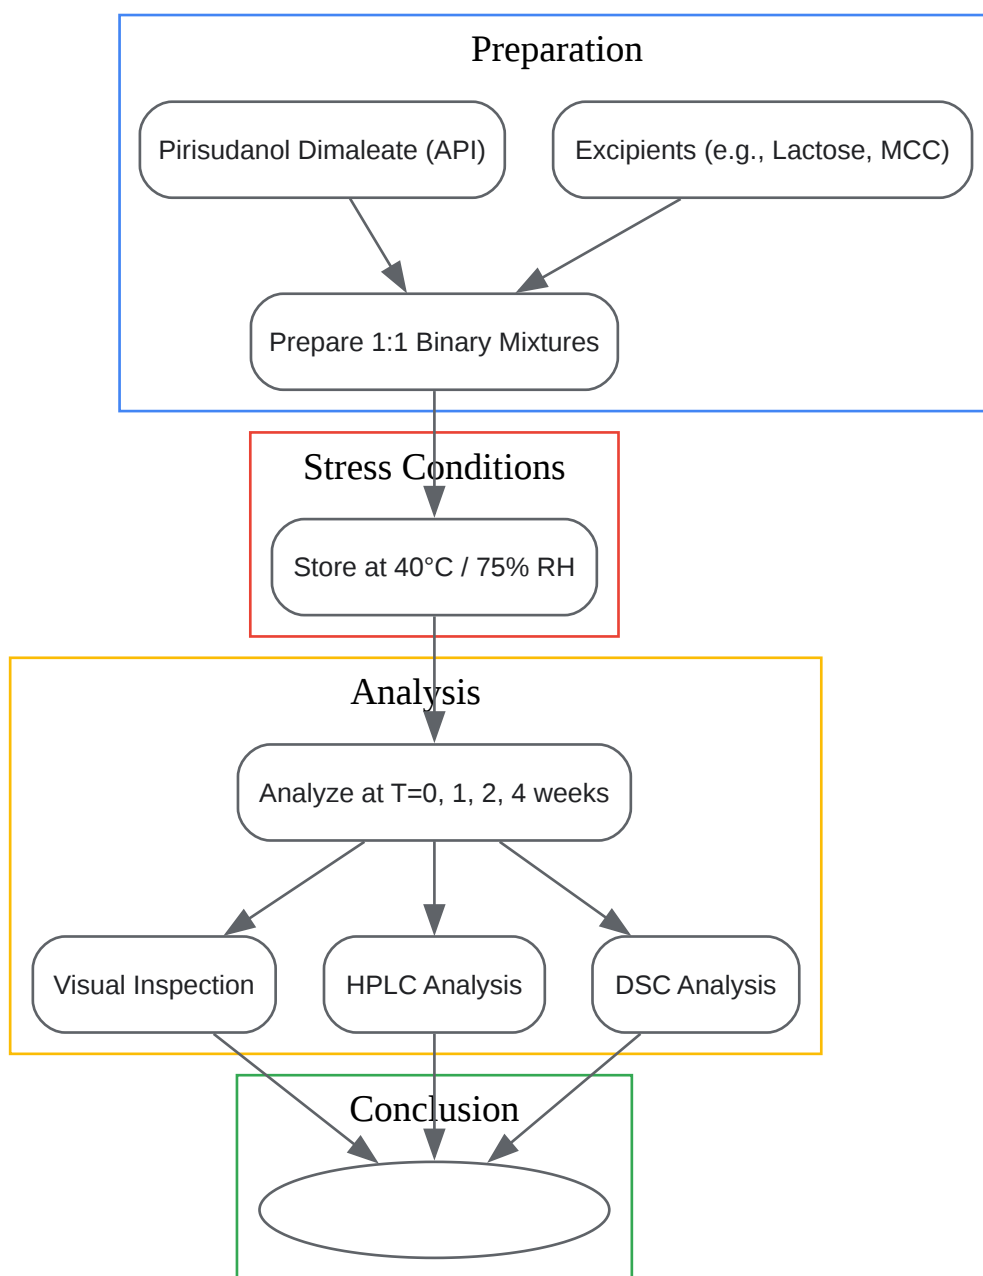 Preparation
Pirisudanol Dimaleate (API)
Excipients (e.g., Lactose, MCC)
Prepare 1:1 Binary Mixtures
Stress Conditions
Store at 40°C / 75% RH
Analysis
Analyze at T=0, 1, 2, 4 weeks
Visual Inspection
HPLC Analysis
DSC Analysis
Conclusion